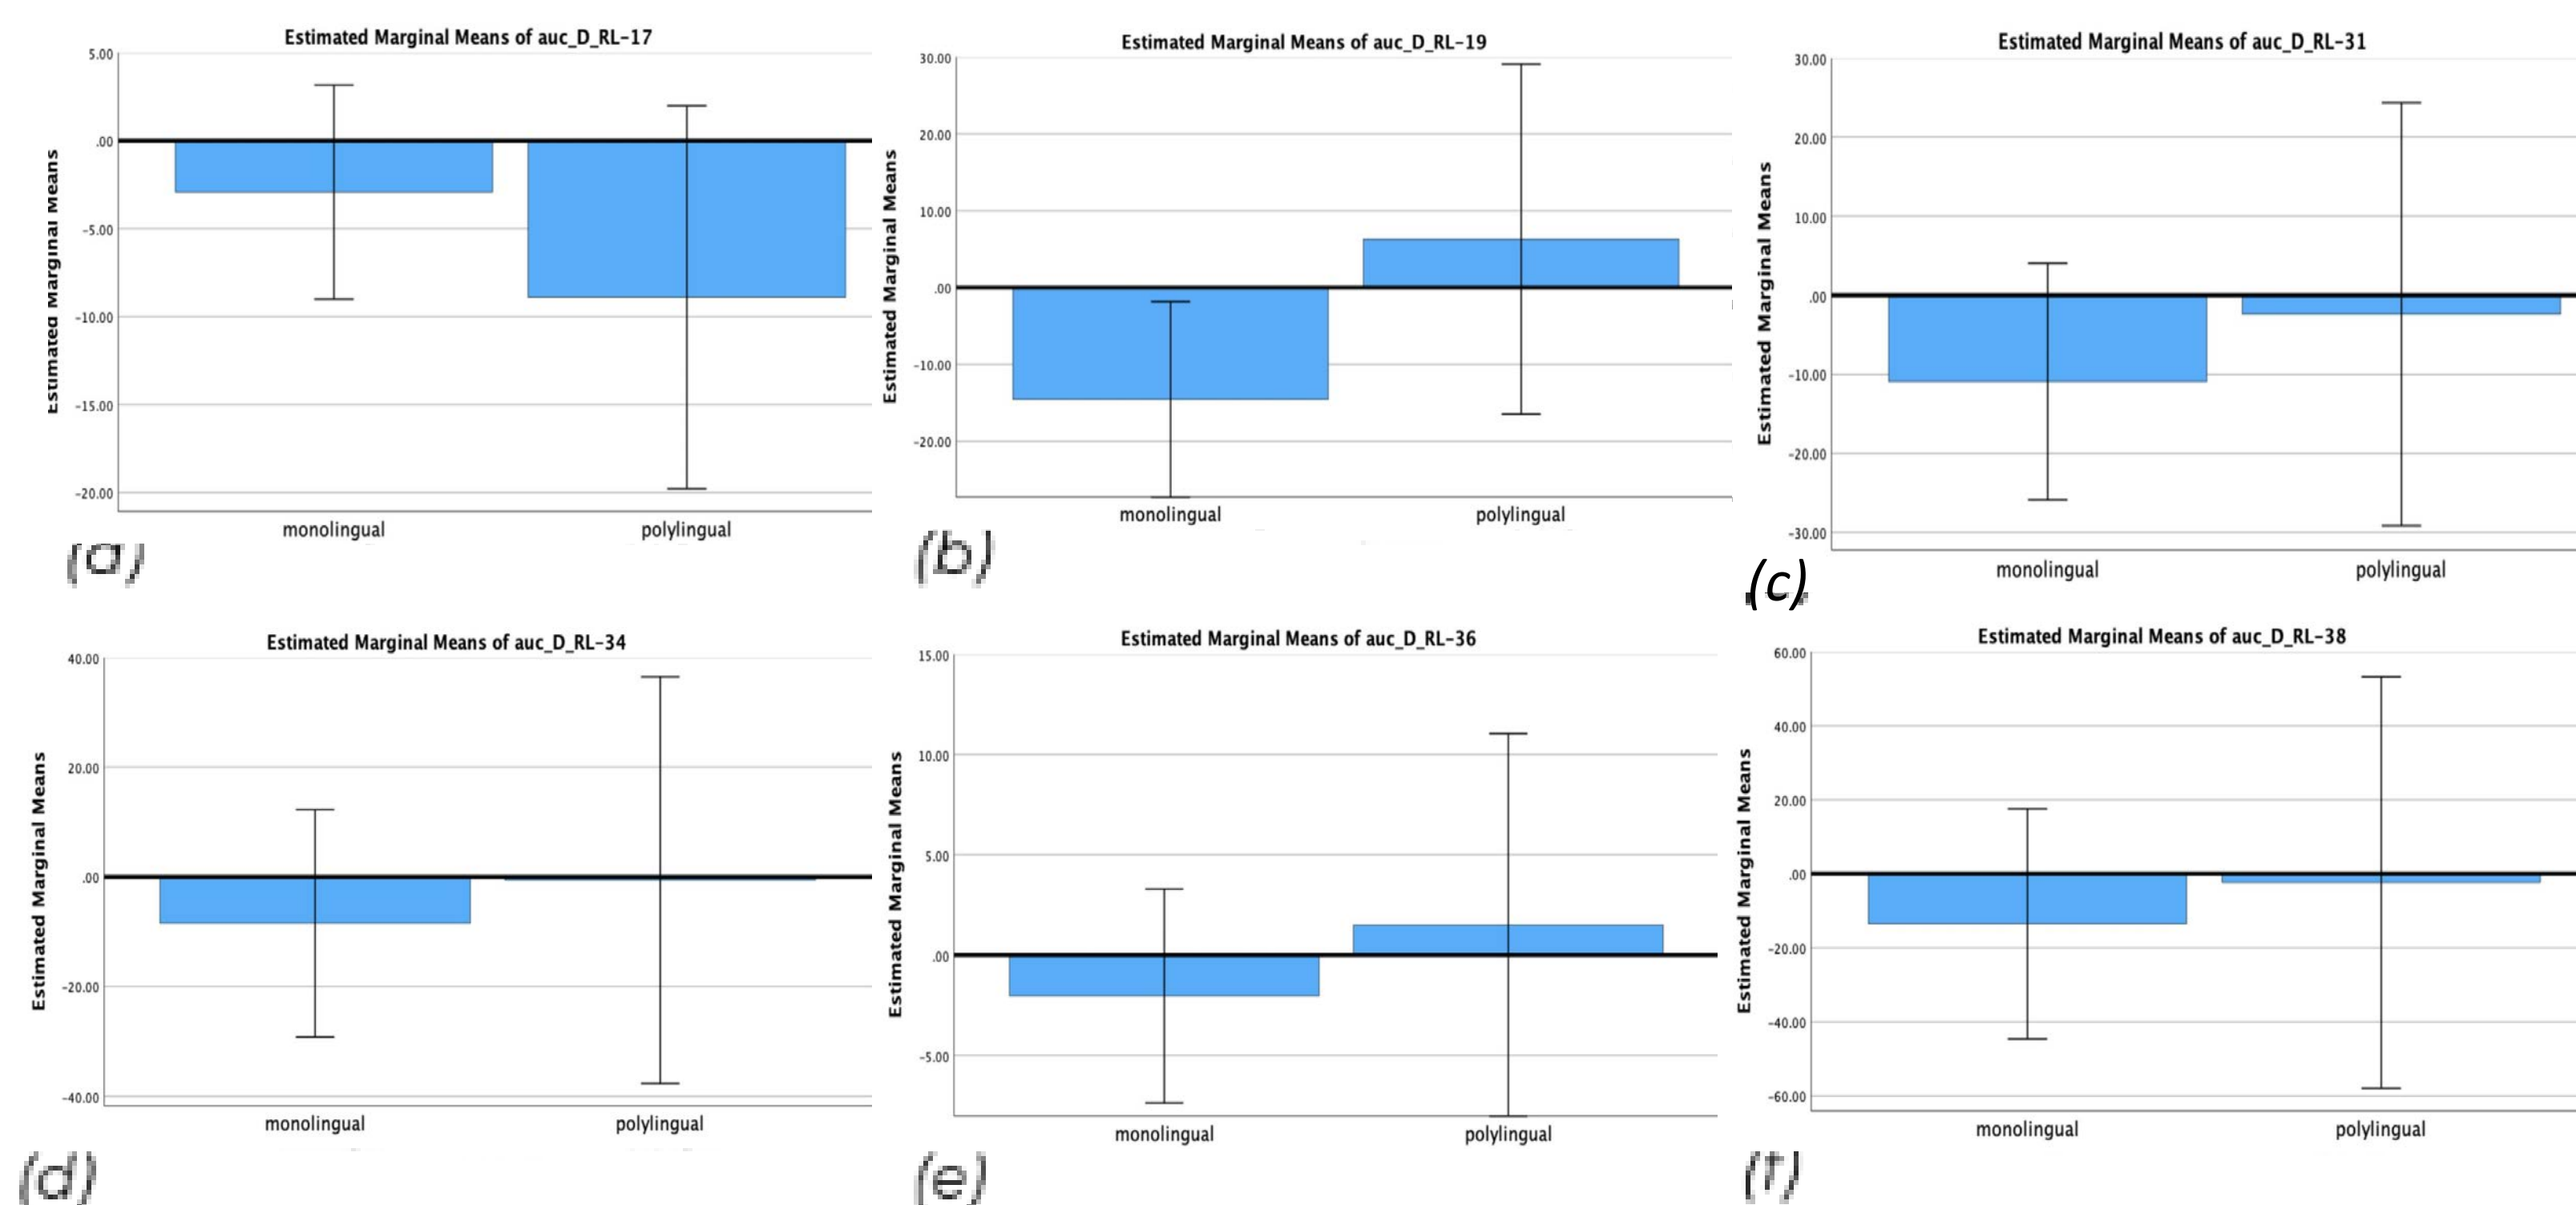 Estimated Marginal Means of auc_D_RL-17
Estimated Marginal Means
5.00
.00
-5.00
-10.00
-15.00
-20.00
monolingual
polylingual
(a)
Estimated Marginal Means of auc_D_RL-19
Estimated Marginal Means
30.00
20.00
10.00
.00
-10.00
-20.00
monolingual
polylingual
(b)
Estimated Marginal Means of auc_D_RL-31
Estimated Marginal Means
30.00
20.00
10.00
.00
-10.00
-20.00
-30.00
monolingual
polylingual
(c)
Estimated Marginal Means of auc_D_RL-34
Estimated Marginal Means
40.00
20.00
.00
-20.00
-40.00
monolingual
polylingual
(d)
Estimated Marginal Means of auc_D_RL-36
Estimated Marginal Means
15.00
10.00
5.00
.00
-5.00
monolingual
polylingual
(e)
Estimated Marginal Means of auc_D_RL-38
Estimated Marginal Means
60.00
40.00
20.00
.00
-20.00
-40.00
-60.00
monolingual
polylingual
(f)